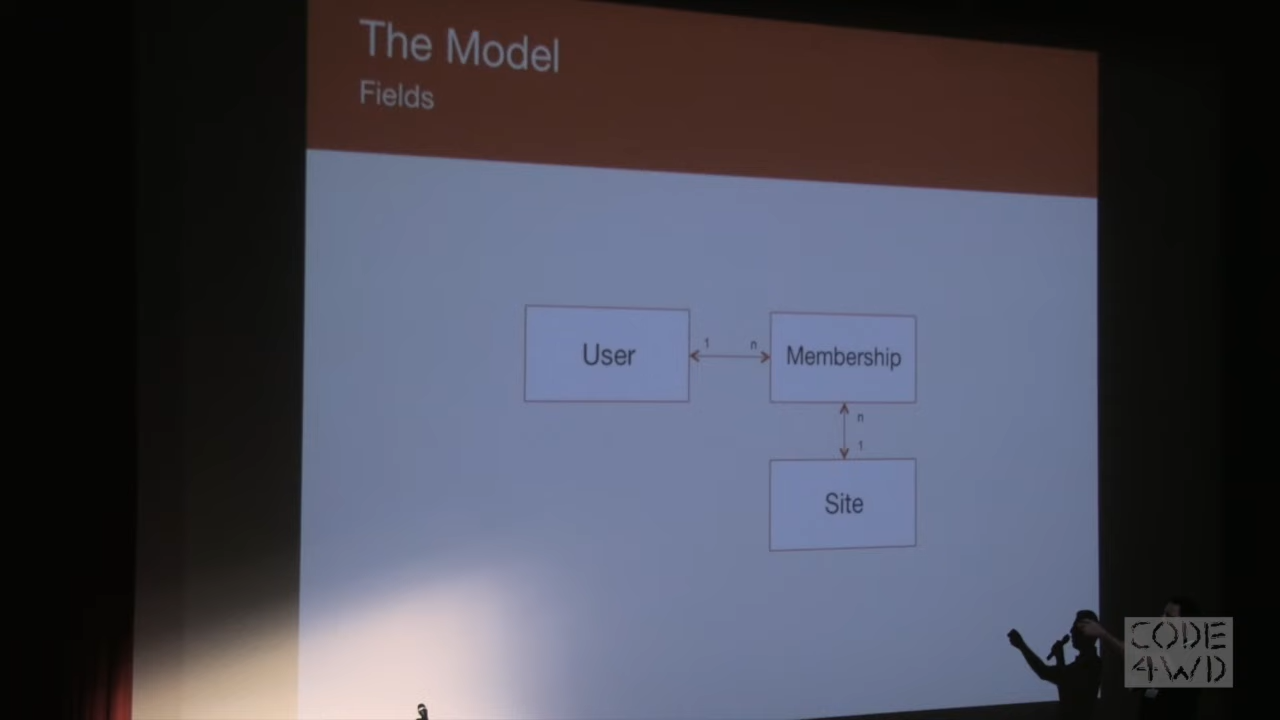 The Model
Fields
User
1
n
Membership
n
1
Site
CODE
4WD